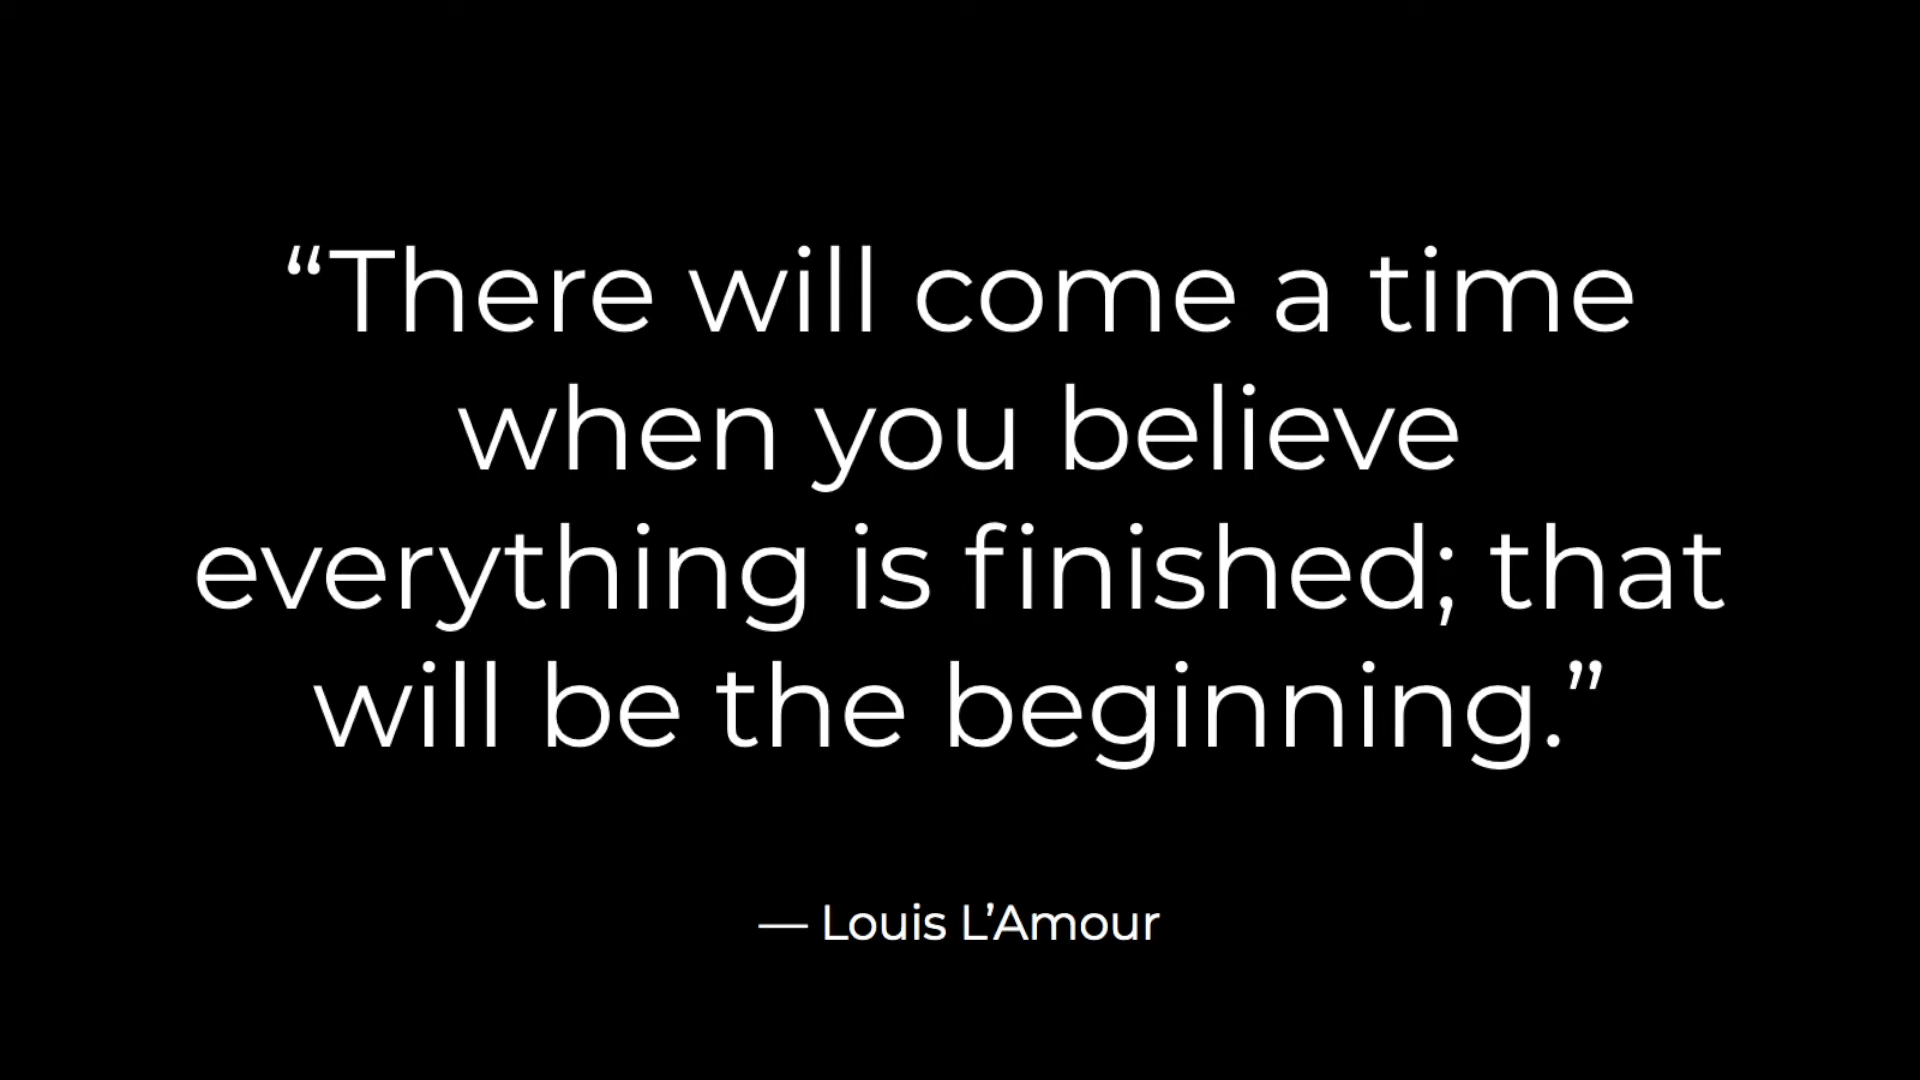 “There will come a time
when you believe
everything is finished; that
will be the beginning.”
— Louis L’Amour